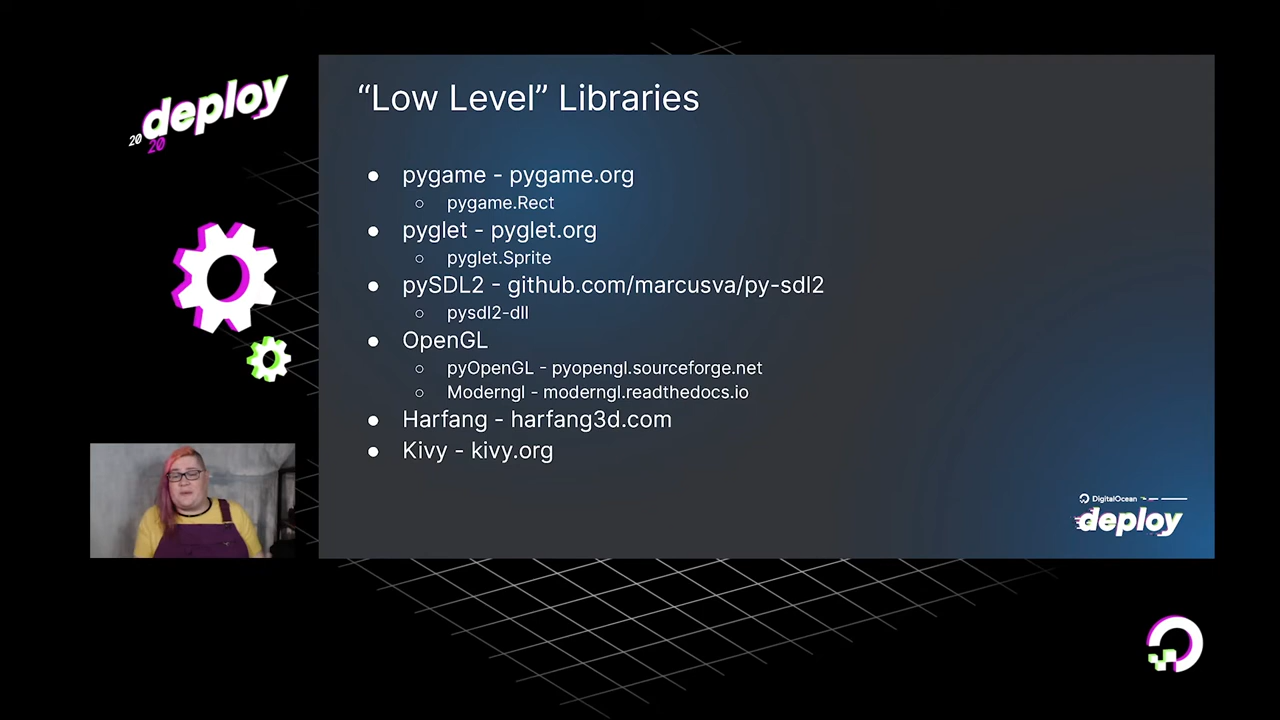 deploy
20
20
“Low Level” Libraries
● pygame - pygame.org
○ pygame.Rect
● pyglet - pyglet.org
○ pyglet.Sprite
● pySDL2 - github.com/marcusva/py-sdl2
○ pysdl2-dll
● OpenGL
○ pyOpenGL - pyopengl.sourceforge.net
○ Moderngl - moderngl.readthedocs.io
● Harfang - harfang3d.com
● Kivy - kivy.org
DigitalOcean
deploy